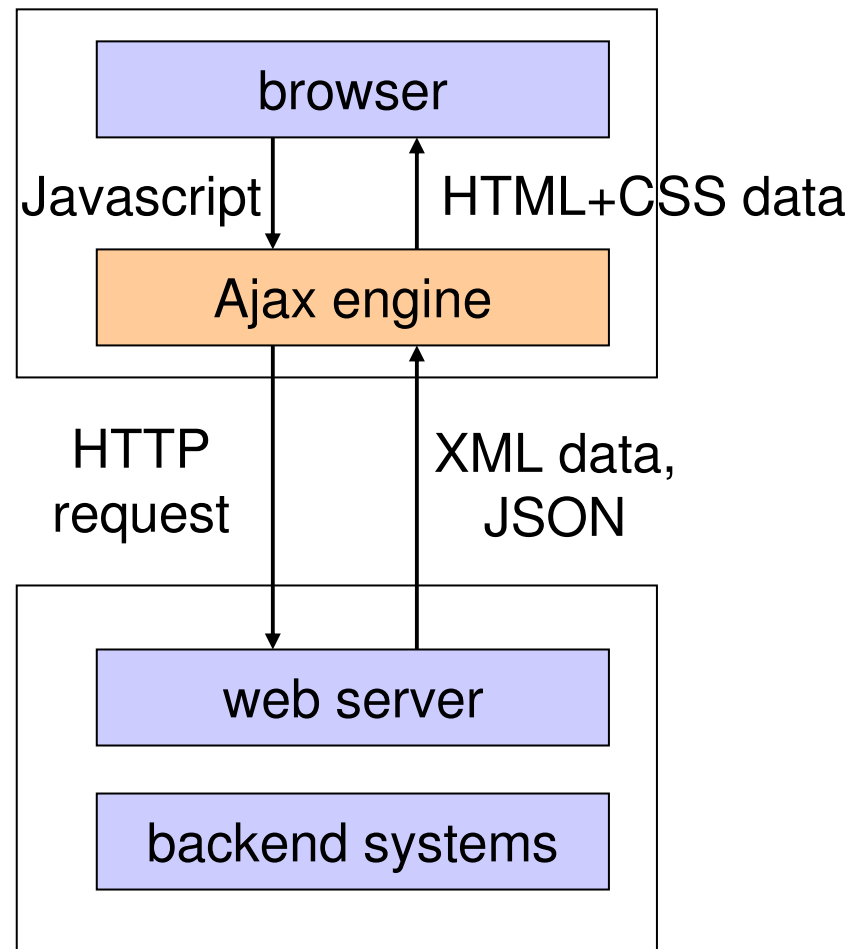 browser
Javascript
HTML+CSS data
Ajax engine
HTTP
request
XML data,
JSON
web server
backend systems